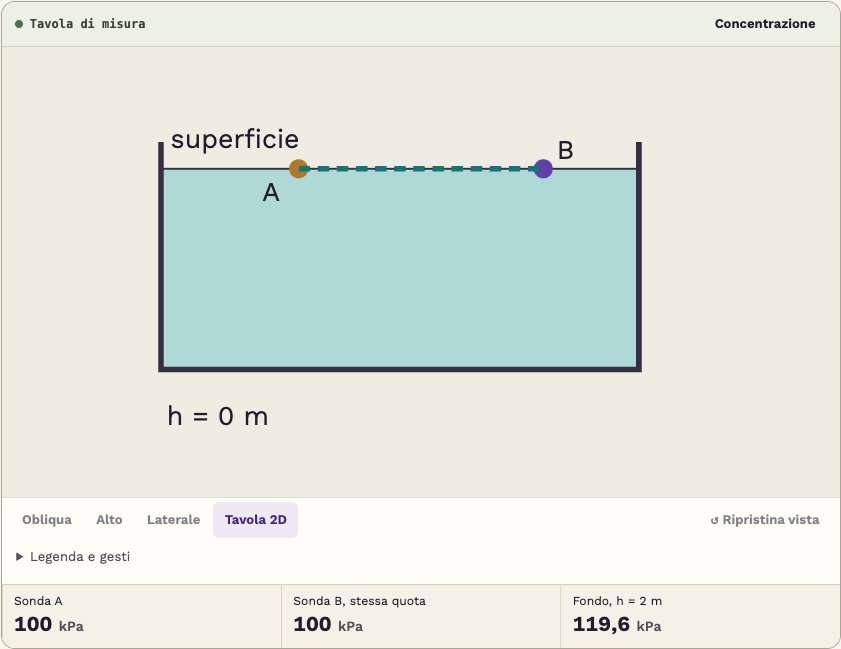 Tavola di misura
Concentrazione
superficie
B
A
h = 0 m
Obliqua Alto Laterale Tavola 2D ↺ Ripristina vista
▶ Legenda e gesti
Sonda A
100 kPa
Sonda B, stessa quota
100 kPa
Fondo, h = 2 m
119,6 kPa